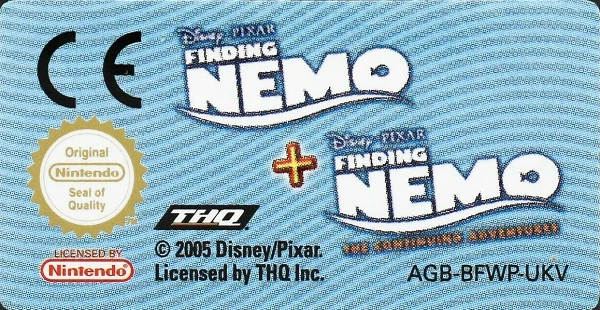 CE
Disney PIXAR
FINDING
NEMO
+
Disney PIXAR
FINDING
NEMO
THE CONTINUING ADVENTURES
Original
Nintendo
Seal of
Quality
TM
THQ
LICENSED BY
Nintendo
© 2005 Disney/Pixar.
Licensed by THQ Inc.
AGB-BFWP-UKV